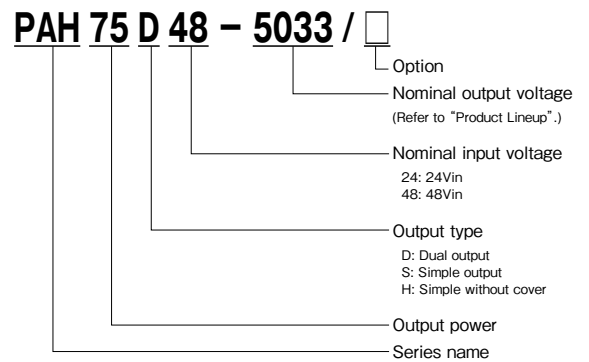 PAH 75 D 48 – 5033 / □
Option
Nominal output voltage
(Refer to “Product Lineup”.)
Nominal input voltage
24: 24Vin
48: 48Vin
Output type
D: Dual output
S: Simple output
H: Simple without cover
Output power
Series name